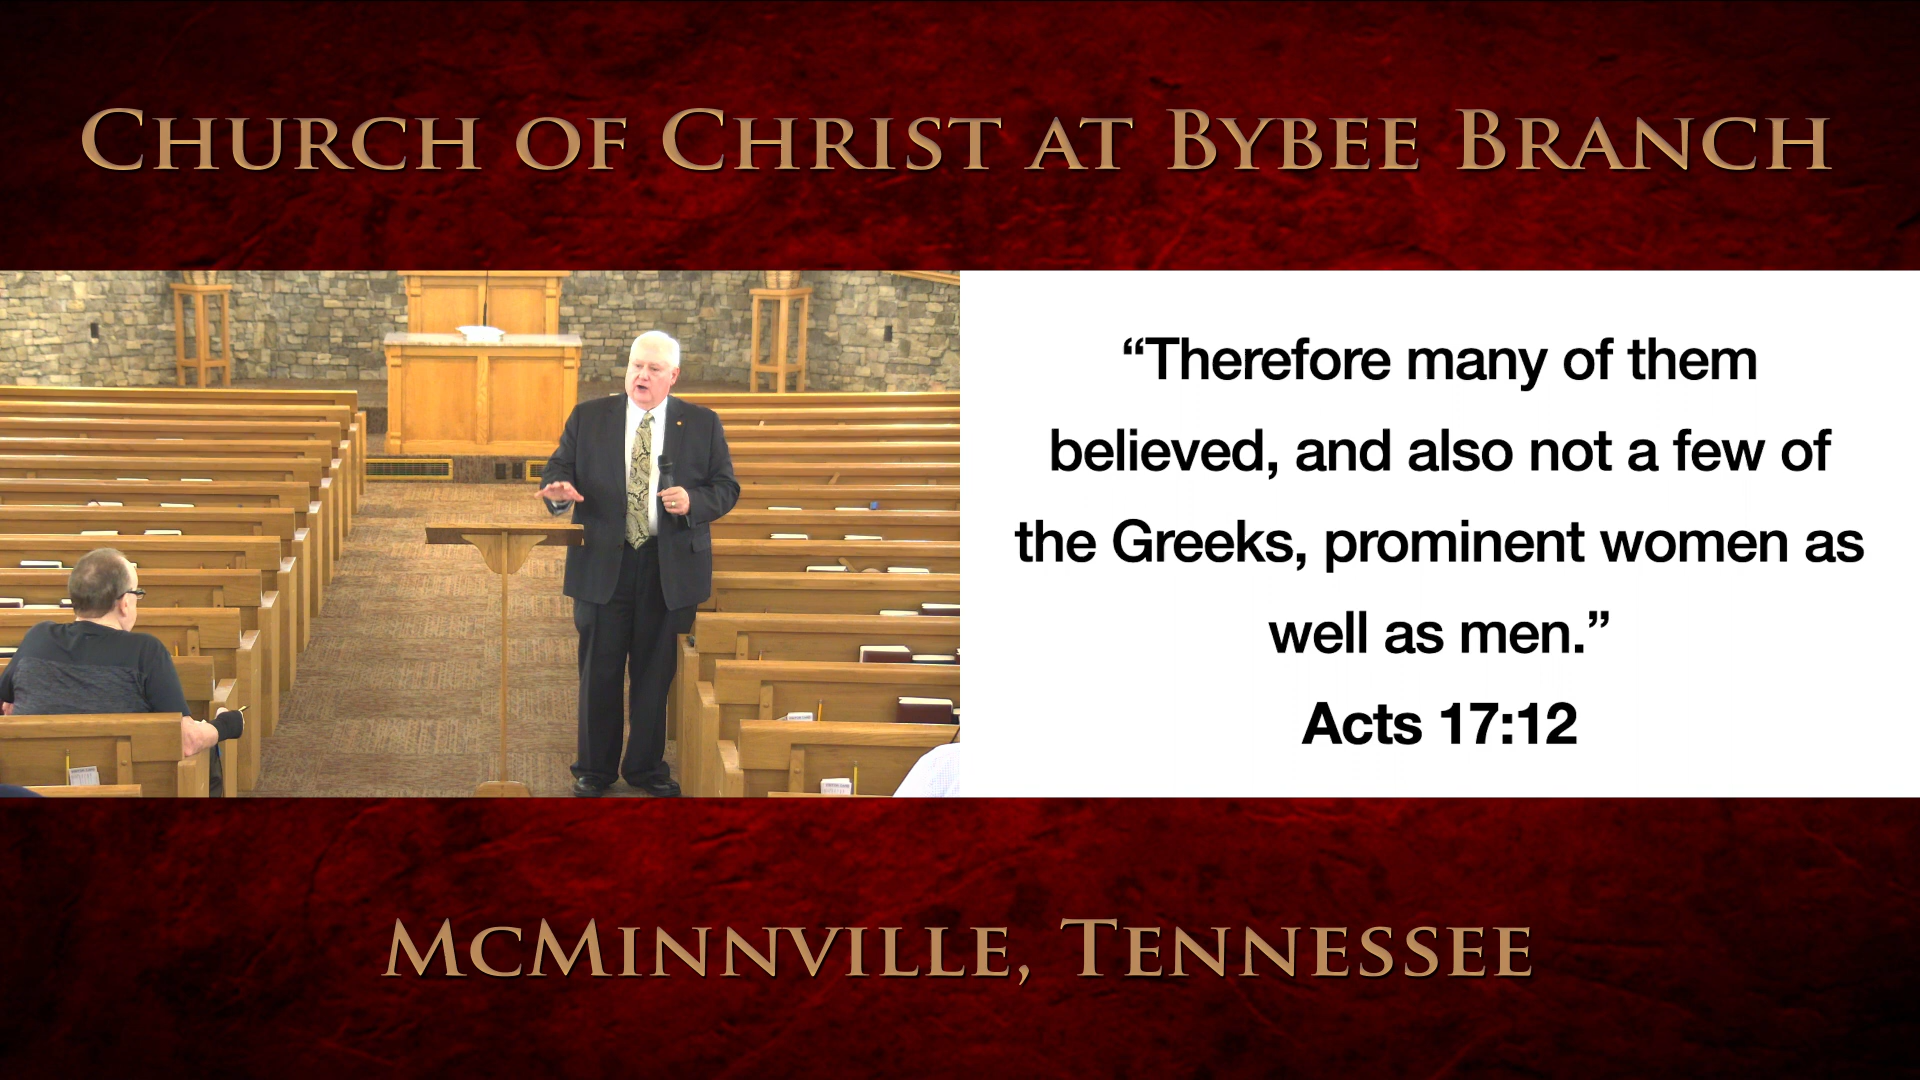 Church of Christ at Bybee Branch
“Therefore many of them
believed, and also not a few of
the Greeks, prominent women as
well as men.”
Acts 17:12
McMinnville, Tennessee